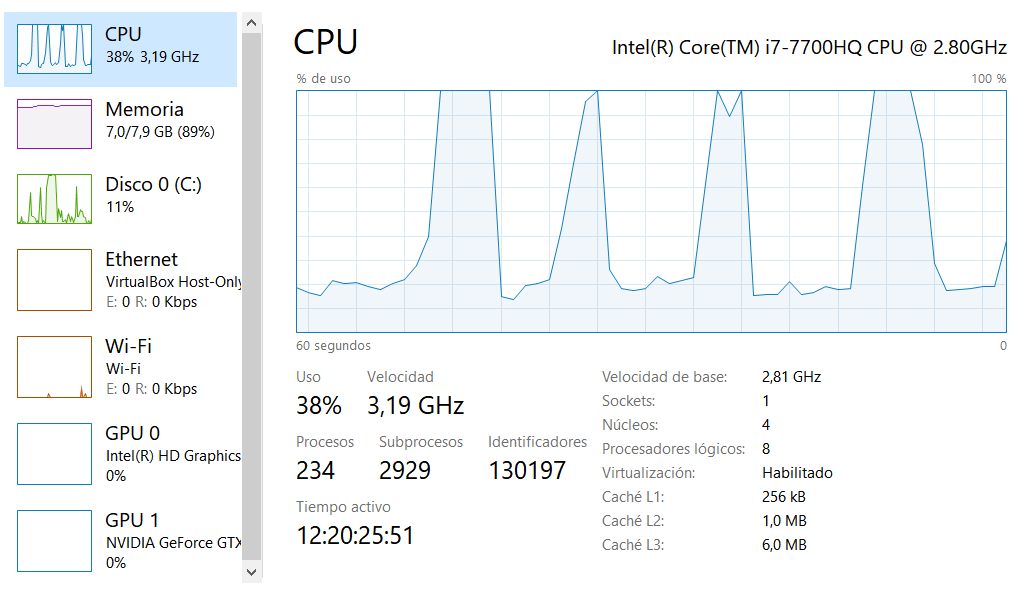 CPU
38% 3,19 GHz
Memoria
7,0/7,9 GB (89%)
Disco 0 (C:)
11%
Ethernet
VirtualBox Host-Only
E: 0 R: 0 Kbps
Wi-Fi
Wi-Fi
E: 0 R: 0 Kbps
GPU 0
Intel(R) HD Graphics
0%
GPU 1
NVIDIA GeForce GTX
0%
CPU
Intel(R) Core(TM) i7-7700HQ CPU @ 2.80GHz
% de uso
100 %
60 segundos
0
Uso
Velocidad
38%
3,19 GHz
Procesos
Subprocesos
Identificadores
234
2929
130197
Tiempo activo
12:20:25:51
Velocidad de base: 2,81 GHz
Sockets: 1
Núcleos: 4
Procesadores lógicos: 8
Virtualización: Habilitado
Caché L1: 256 kB
Caché L2: 1,0 MB
Caché L3: 6,0 MB